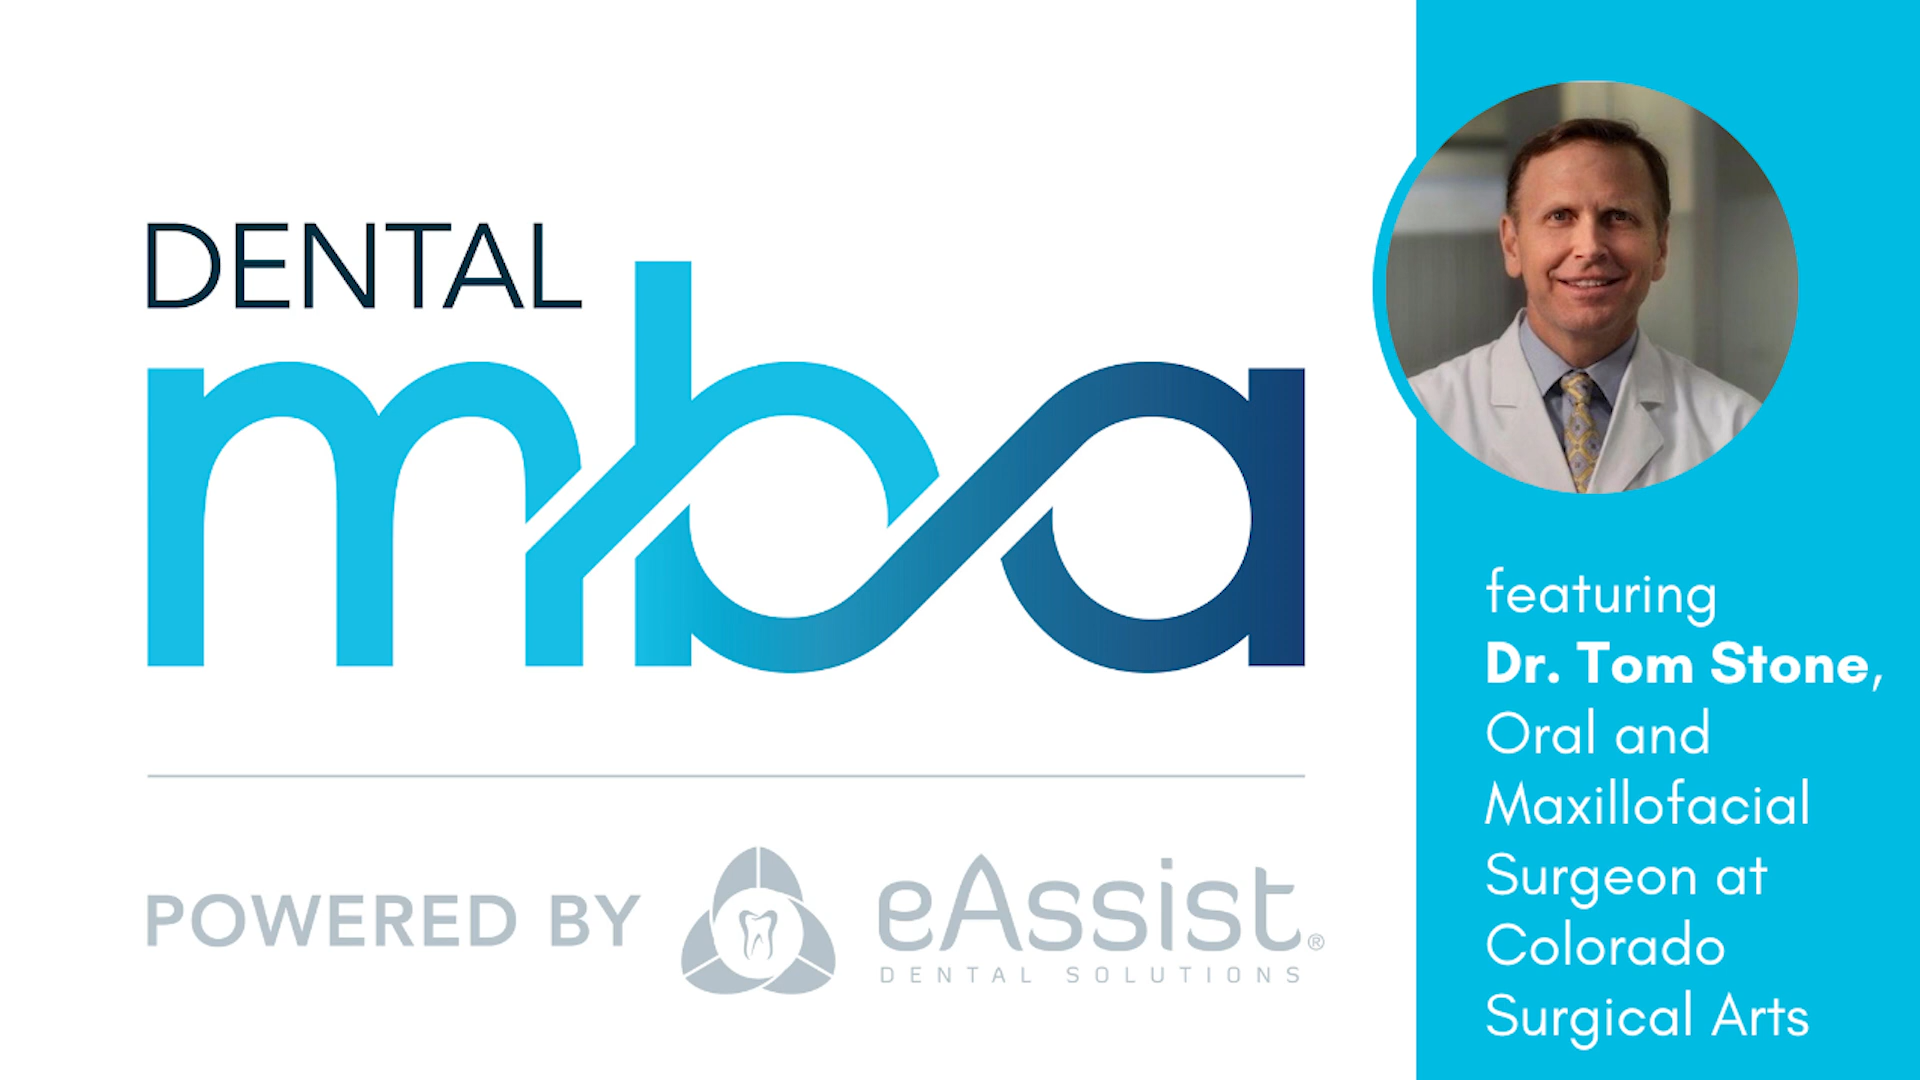 DENTAL
mba
POWERED BY eAssist®
DENTAL SOLUTIONS
featuring
Dr. Tom Stone,
Oral and
Maxillofacial
Surgeon at
Colorado
Surgical Arts